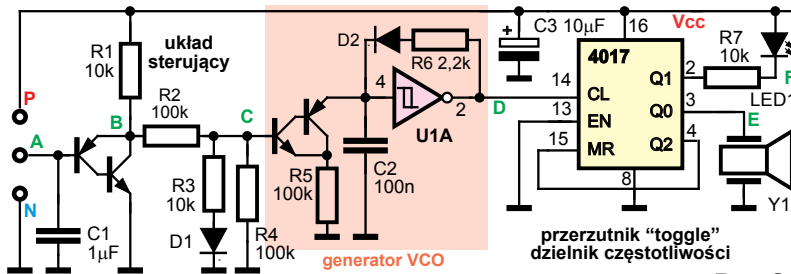 R1
10k
układ
sterujący
P
A
N
B
R2
100k
C
C1
1µF
R3
10k
D1
R4
100k
R5
100k
D2
R6 2,2k
4
2
U1A
C2
100n
generator VCO
D
C3 10µF
+
16
Vcc
4017
14
CL
13
EN
15
MR
Q1
2
Q0
3
Q2
4
8
R7
10k
LED1
F
E
Y1
przerzutnik “toggle”
dzielnik częstotliwości